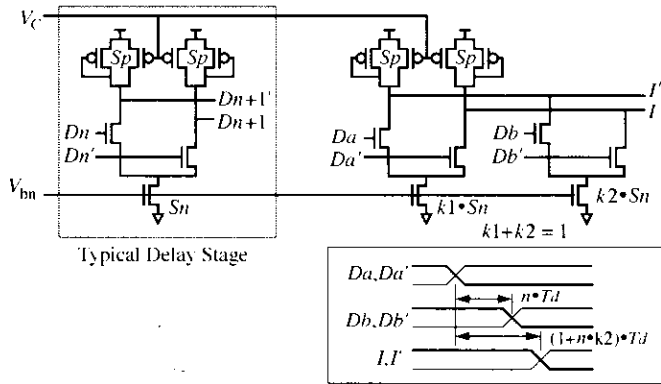 V_C
Sp Sp Sp Sp
Dn+1' I'
Dn+1 I
Dn Da Db
Dn' Da' Db'
V_bn
Sn k1•Sn k2•Sn
k1+k2 = 1
Typical Delay Stage
Da,Da'
n•Td
Db,Db'
(1+n•k2)•Td
I,I'